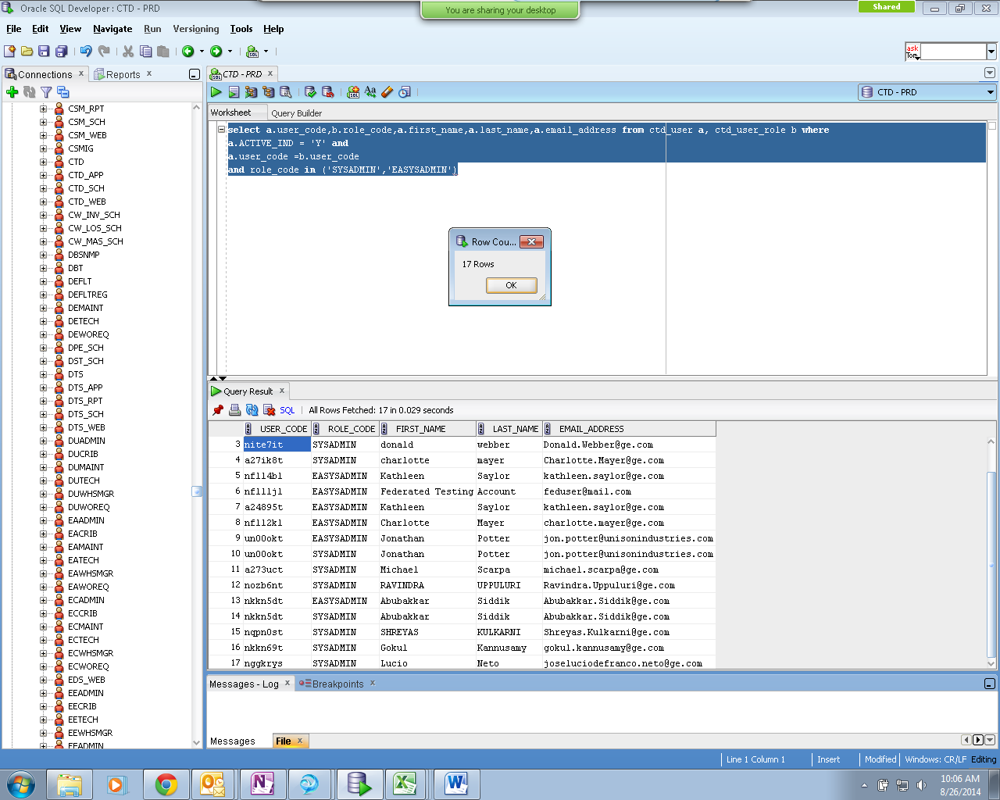 Oracle SQL Developer : CTD - PRD
You are sharing your desktop
Shared
File Edit View Navigate Run Versioning Tools Help
ask Tom
Connections Reports
CSM_RPT
CSM_SCH
CSM_WEB
CSMIG
CTD
CTD_APP
CTD_SCH
CTD_WEB
CW_INV_SCH
CW_LOS_SCH
CW_MAS_SCH
DBSNMP
DBT
DEFLT
DEFLTREG
DEMAINT
DETECH
DEWOREQ
DPE_SCH
DST_SCH
DTS
DTS_APP
DTS_RPT
DTS_SCH
DTS_WEB
DUADMIN
DUCRIB
DUMAINT
DUTECH
DUWHSMGR
DUWOREQ
EAADMIN
EACRIB
EAMAINT
EATECH
EAWHSMGR
EAWOREQ
ECADMIN
ECCRIB
ECMAINT
ECTECH
ECWHSMGR
ECWOREQ
EDS_WEB
EEADMIN
EECRIB
EETECH
EEWHSMGR
EFADMIN
CTD - PRD
CTD - PRD
Worksheet Query Builder
select a.user_code,b.role_code,a.first_name,a.last_name,a.email_address from ctd_user a, ctd_user_role b where
a.ACTIVE_IND = 'Y' and
a.user_code =b.user_code
and role_code in ('SYSADMIN','EASYSADMIN')
Row Cou...
17 Rows
OK
Query Result
SQL | All Rows Fetched: 17 in 0.029 seconds
USER_CODE ROLE_CODE FIRST_NAME LAST_NAME EMAIL_ADDRESS
3 nite7it SYSADMIN donald webber Donald.Webber@ge.com
4 a27ik8t SYSADMIN charlotte mayer Charlotte.Mayer@ge.com
5 nfll4bl EASYSADMIN Kathleen Saylor kathleen.saylor@ge.com
6 nfllljl EASYSADMIN Federated Testing Account feduser@mail.com
7 a24895t EASYSADMIN Kathleen Saylor kathleen.saylor@ge.com
8 nfll2kl EASYSADMIN Charlotte Mayer charlotte.mayer@ge.com
9 un00okt EASYSADMIN Jonathan Potter jon.potter@unisonindustries.com
10 un00okt SYSADMIN Jonathan Potter jon.potter@unisonindustries.com
11 a273uct SYSADMIN Michael Scarpa michael.scarpa@ge.com
12 nozb6nt SYSADMIN RAVINDRA UPPULURI Ravindra.Uppuluri@ge.com
13 nkkn5dt EASYSADMIN Abubakkar Siddik Abubakkar.Siddik@ge.com
14 nkkn5dt SYSADMIN Abubakkar Siddik Abubakkar.Siddik@ge.com
15 nqpn0st SYSADMIN SHREYAS KULKARNI Shreyas.Kulkarni@ge.com
16 nkkn69t SYSADMIN Gokul Kannusamy gokul.kannusamy@ge.com
17 nggkrys SYSADMIN Lucio Neto joseluciodefranco.neto@ge.com
Messages - Log Breakpoints
Messages File
Line 1 Column 1 Insert Modified Windows: CR/LF Editing
10:06 AM
8/26/2014